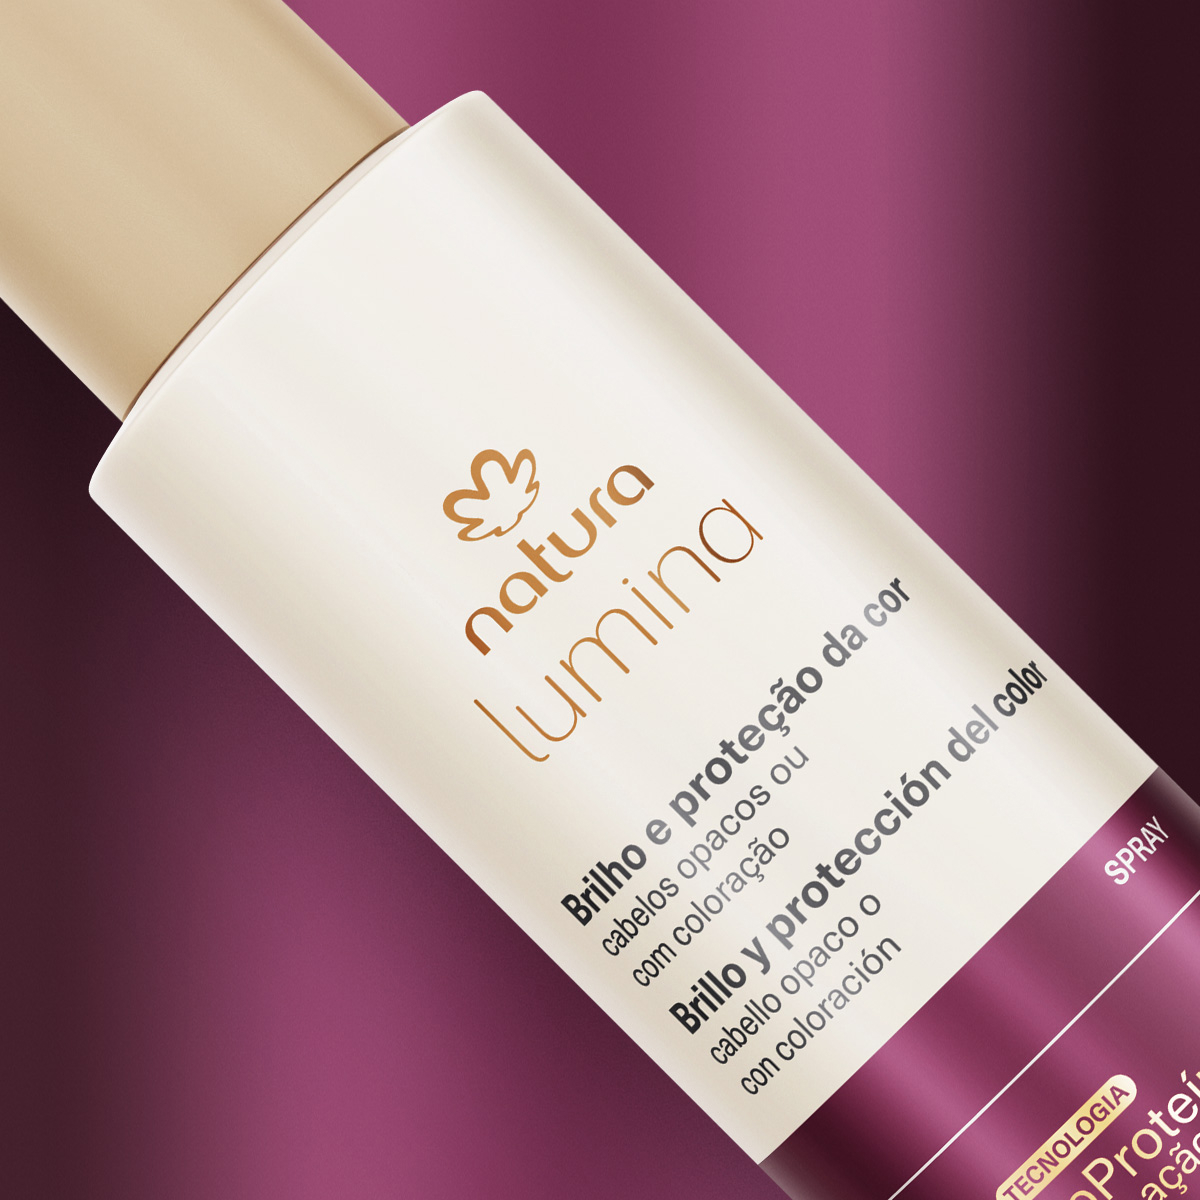 natura
lumina
Brilho e proteção da cor
cabelos opacos ou
com coloração
Brillo y protección del color
cabello opaco o
con coloración
SPRAY
TECNOLOGIA